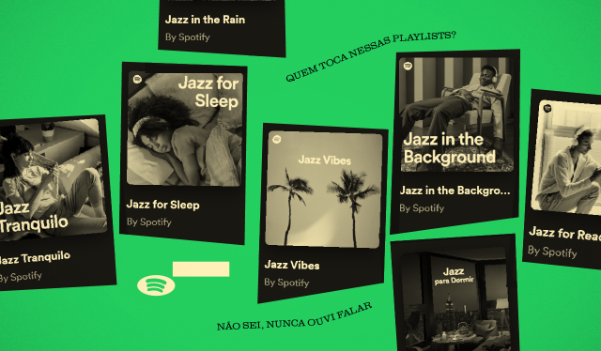 Jazz in the Rain
By Spotify
QUEM TOCA NESSAS PLAYLISTS?
Jazz for
Sleep
Jazz for Sleep
By Spotify
Jazz in the
Background
Jazz in the Backgro...
By Spotify
Jazz Vibes
Jazz Vibes
By Spotify
Jazz
Tranquilo
Jazz Tranquilo
By Spotify
Jazz for Read
By Spotify
Jazz
para Dormir
NÃO SEI, NUNCA OUVI FALAR